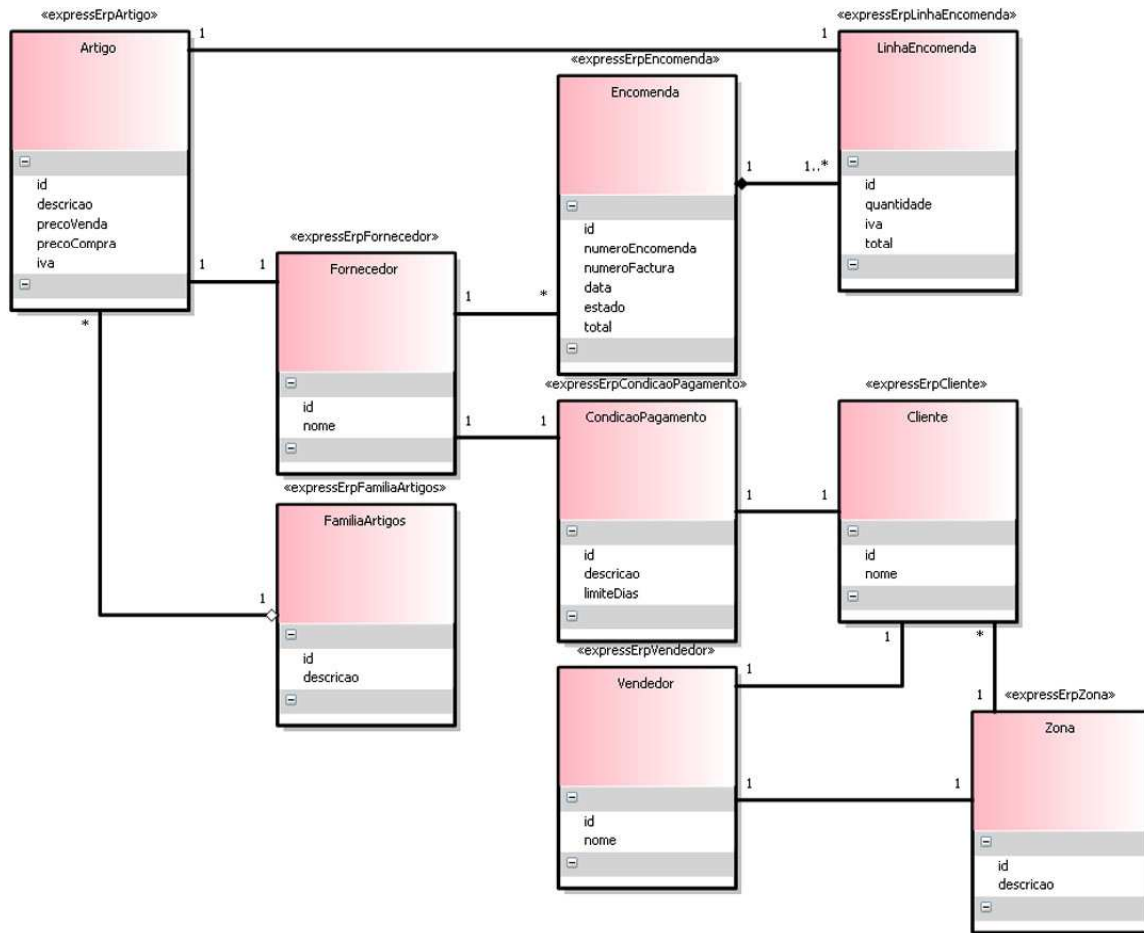 «expressErpArtigo»
Artigo
id
descricao
precoVenda
precoCompra
iva
1
1
«expressErpLinhaEncomenda»
LinhaEncomenda
id
quantidade
iva
total
«expressErpEncomenda»
Encomenda
id
numeroEncomenda
numeroFactura
data
estado
total
1
1..*
«expressErpFornecedor»
Fornecedor
id
nome
1
1
1
*
1
1
*
1
«expressErpFamiliaArtigos»
FamiliaArtigos
id
descricao
«expressErpCondicaoPagamento»
CondicaoPagamento
id
descricao
limiteDias
1
1
«expressErpCliente»
Cliente
id
nome
1
*
«expressErpVendedor»
Vendedor
id
nome
1
1
1
1
«expressErpZona»
Zona
id
descricao